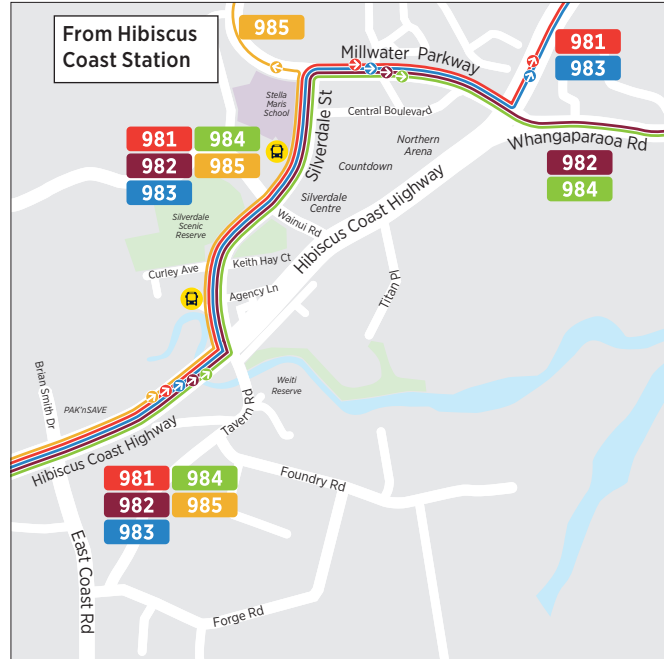 From Hibiscus
Coast Station
985
Millwater Parkway
981
983
Stella
Maris
School
Silverdale St
Central Boulevard
Northern
Arena
Whangaparaoa Rd
981 984
982 985
983
Countdown
982
984
Silverdale
Centre
Silverdale
Scenic
Reserve
Wainui Rd
Hibiscus Coast Highway
Curley Ave
Keith Hay Ct
Agency Ln
Titan Pl
Brian Smith Dr
PAK'nSAVE
Weiti
Reserve
Tavern Rd
Hibiscus Coast Highway
981 984
982 985
983
Foundry Rd
East Coast Rd
Forge Rd